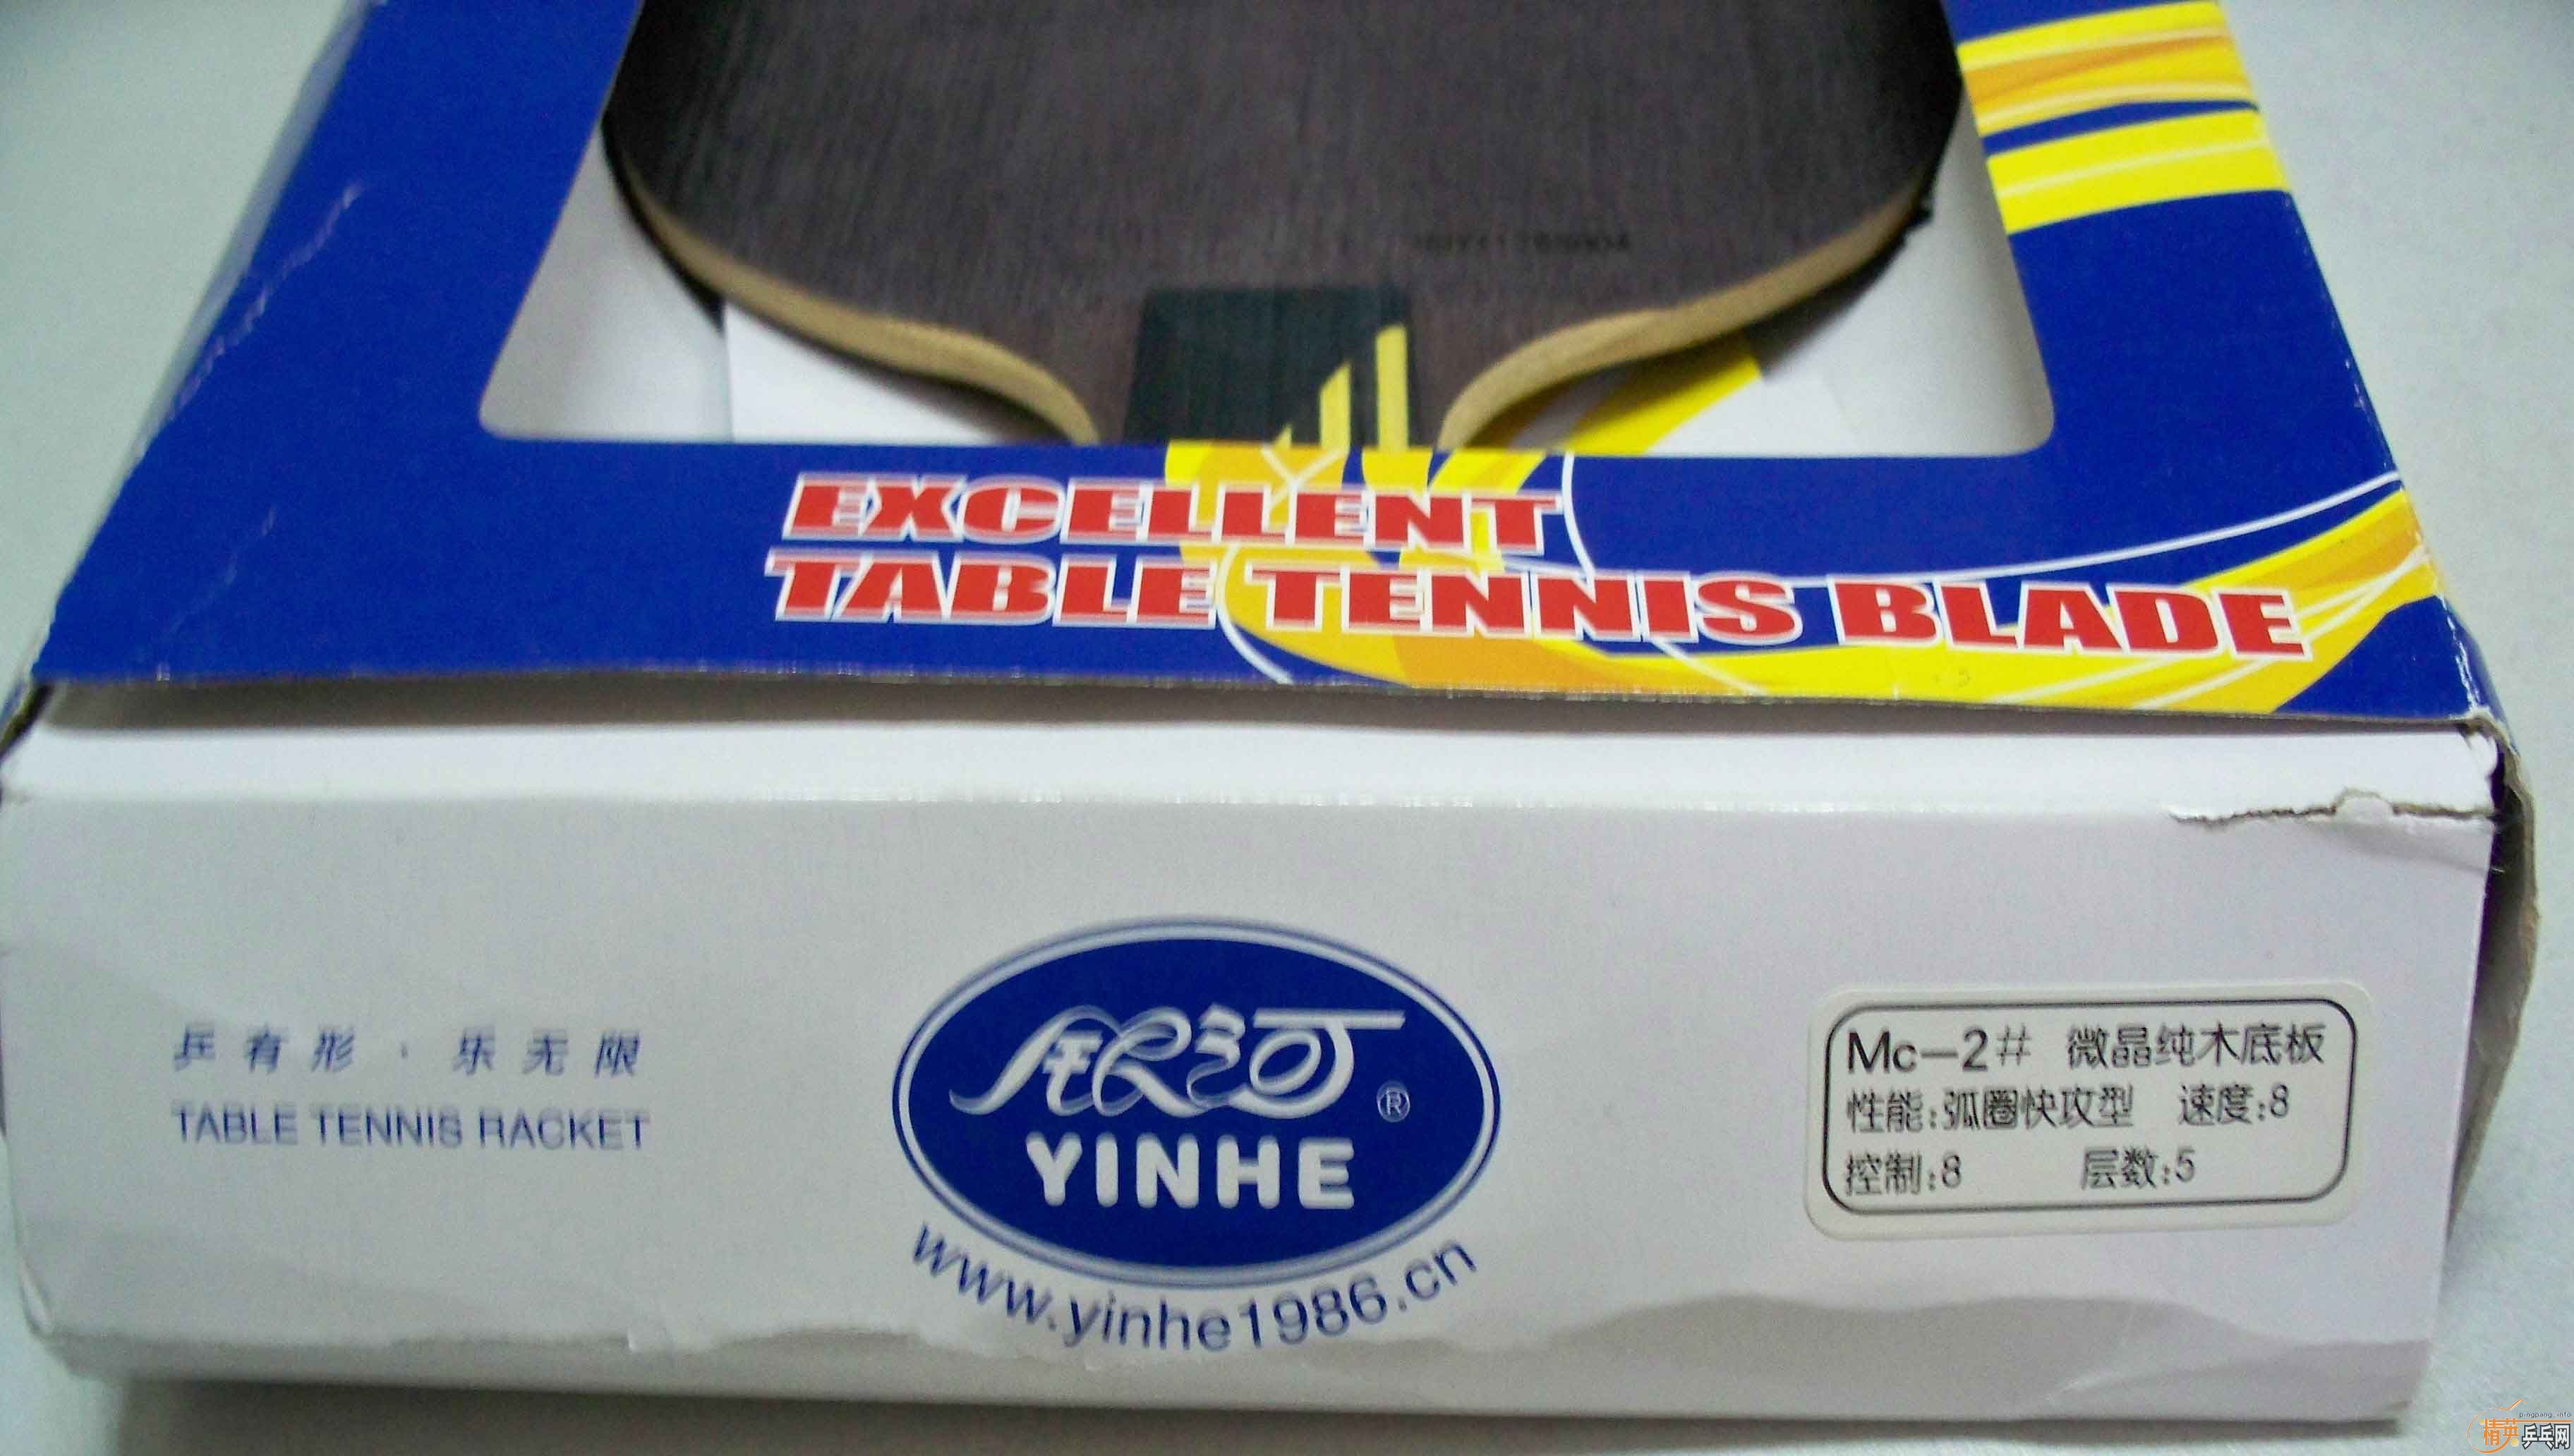 EXCELLENT
TABLE TENNIS BLADE
乒有形·乐无限
TABLE TENNIS RACKET
银河®
YINHE
www.yinhe1986.cn
Mc-2# 微晶纯木底板
性能:弧圈快攻型 速度:8
控制:8 层数:5
pingpang.info
精英乒乓网